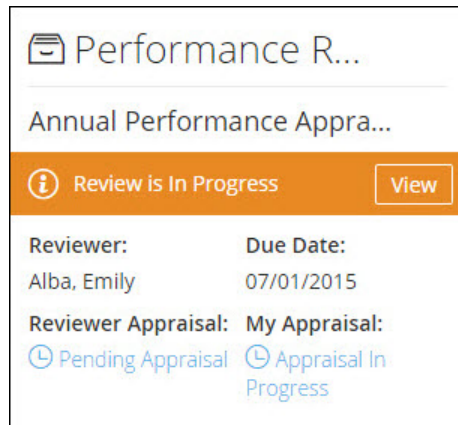 Performance R...
Annual Performance Appra...
Review is In Progress View
Reviewer: Due Date:
Alba, Emily 07/01/2015
Reviewer Appraisal: My Appraisal:
Pending Appraisal Appraisal In
Progress